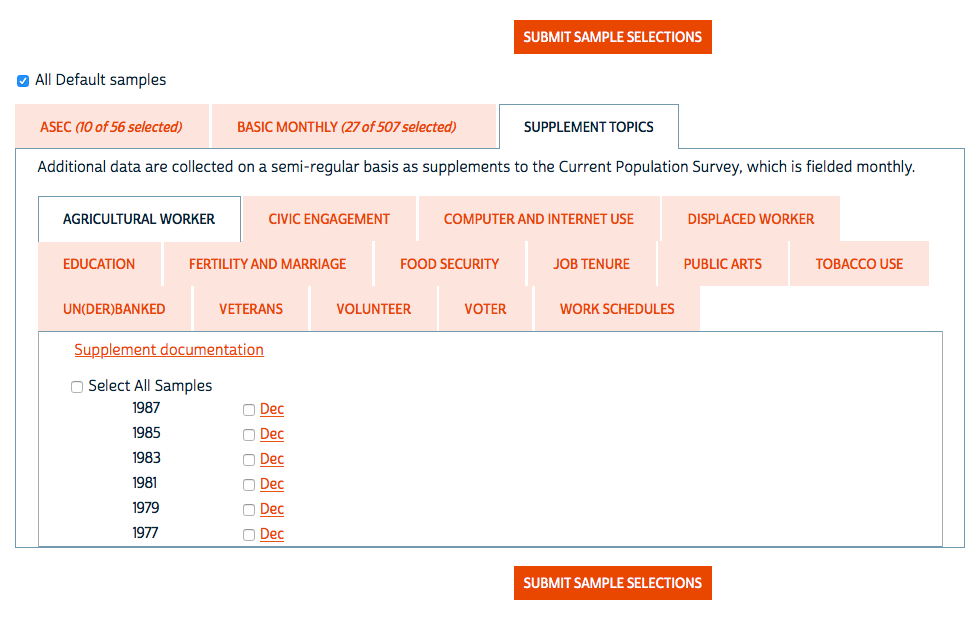 SUBMIT SAMPLE SELECTIONS
All Default samples
ASEC (10 of 56 selected) BASIC MONTHLY (27 of 507 selected) SUPPLEMENT TOPICS
Additional data are collected on a semi-regular basis as supplements to the Current Population Survey, which is fielded monthly.
AGRICULTURAL WORKER CIVIC ENGAGEMENT COMPUTER AND INTERNET USE DISPLACED WORKER
EDUCATION FERTILITY AND MARRIAGE FOOD SECURITY JOB TENURE PUBLIC ARTS TOBACCO USE
UN(DER)BANKED VETERANS VOLUNTEER VOTER WORK SCHEDULES
Supplement documentation
Select All Samples
1987 Dec
1985 Dec
1983 Dec
1981 Dec
1979 Dec
1977 Dec
SUBMIT SAMPLE SELECTIONS